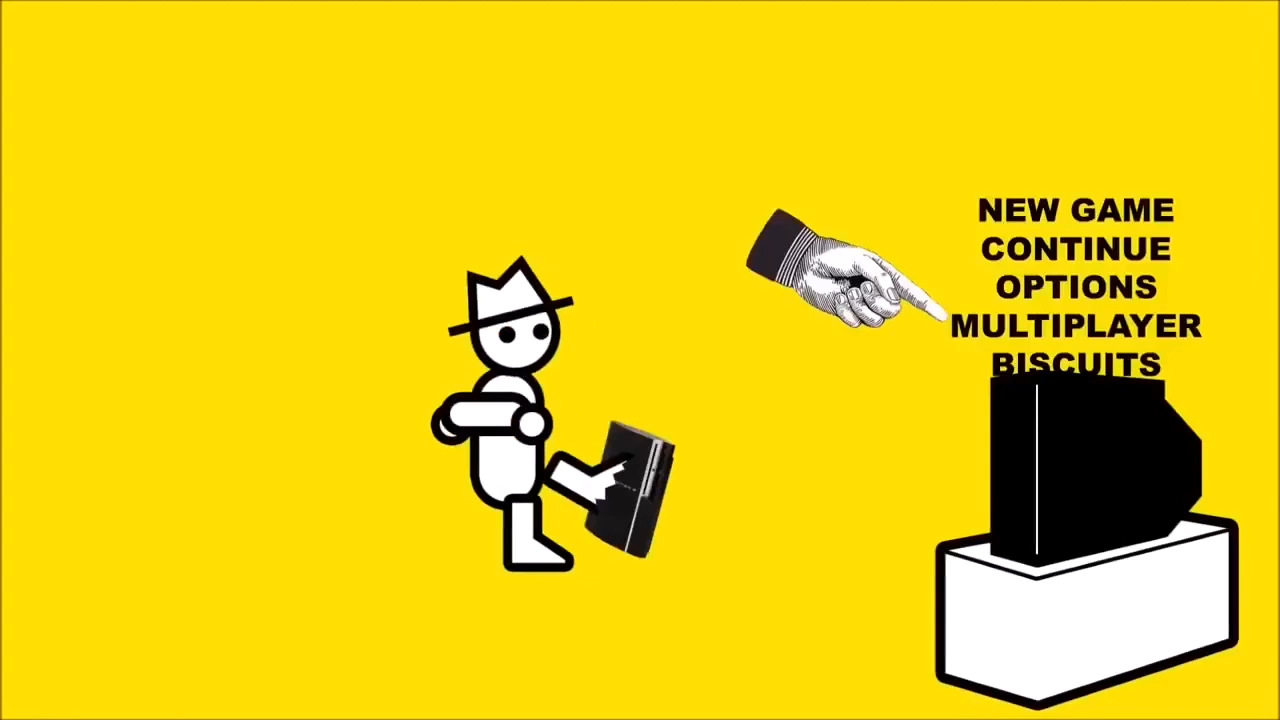 NEW GAME
CONTINUE
OPTIONS
MULTIPLAYER
BISCUITS